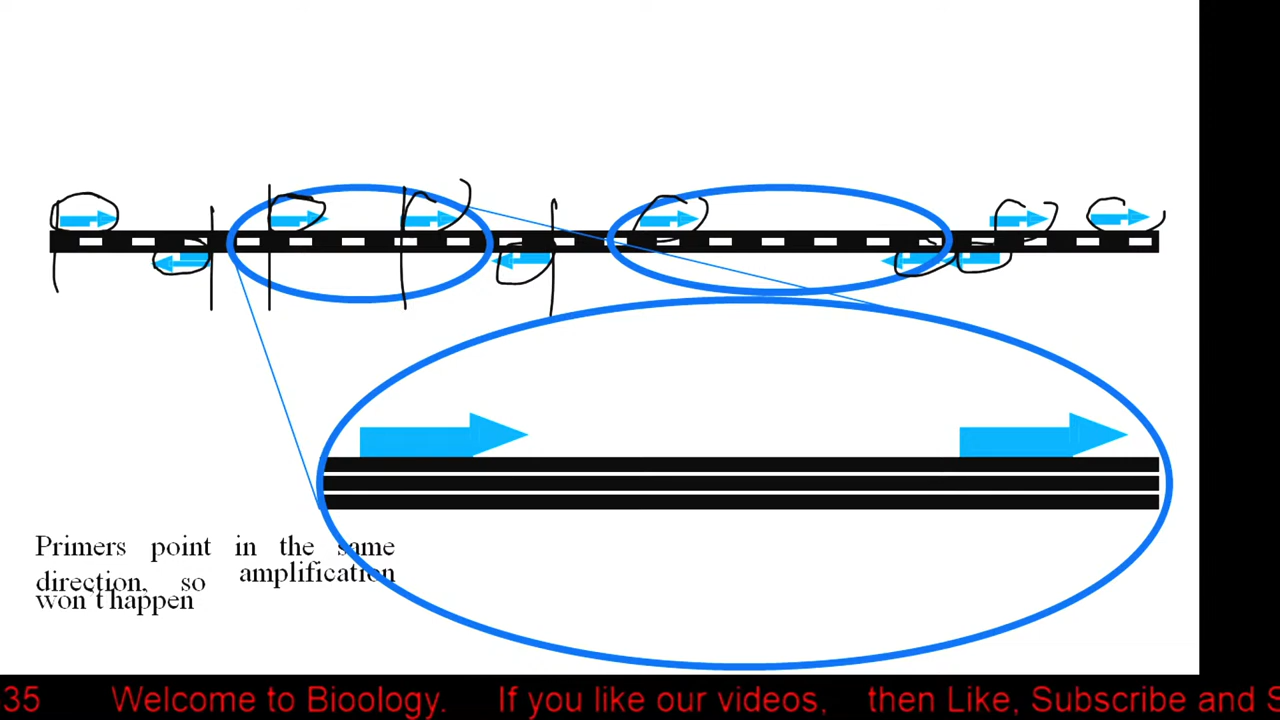 Primers point in the same
direction, so amplification
won't happen
35 Welcome to Bioology. If you like our videos, then Like, Subscribe and S